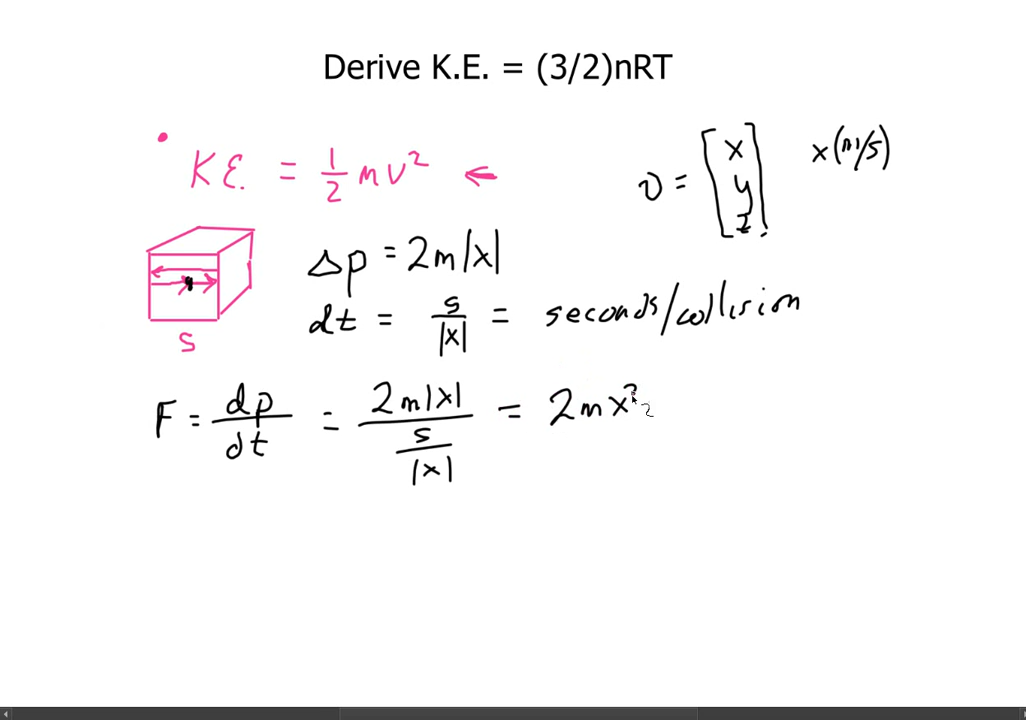 Derive K.E. = (3/2)nRT
K.E. = 1/2 mv² ←
v = [x y z] x (m/s)
Δp = 2m|x|
dt = s/|x| = seconds/collision
s
F = dp/dt = 2m|x| / (s/|x|) = 2mx²